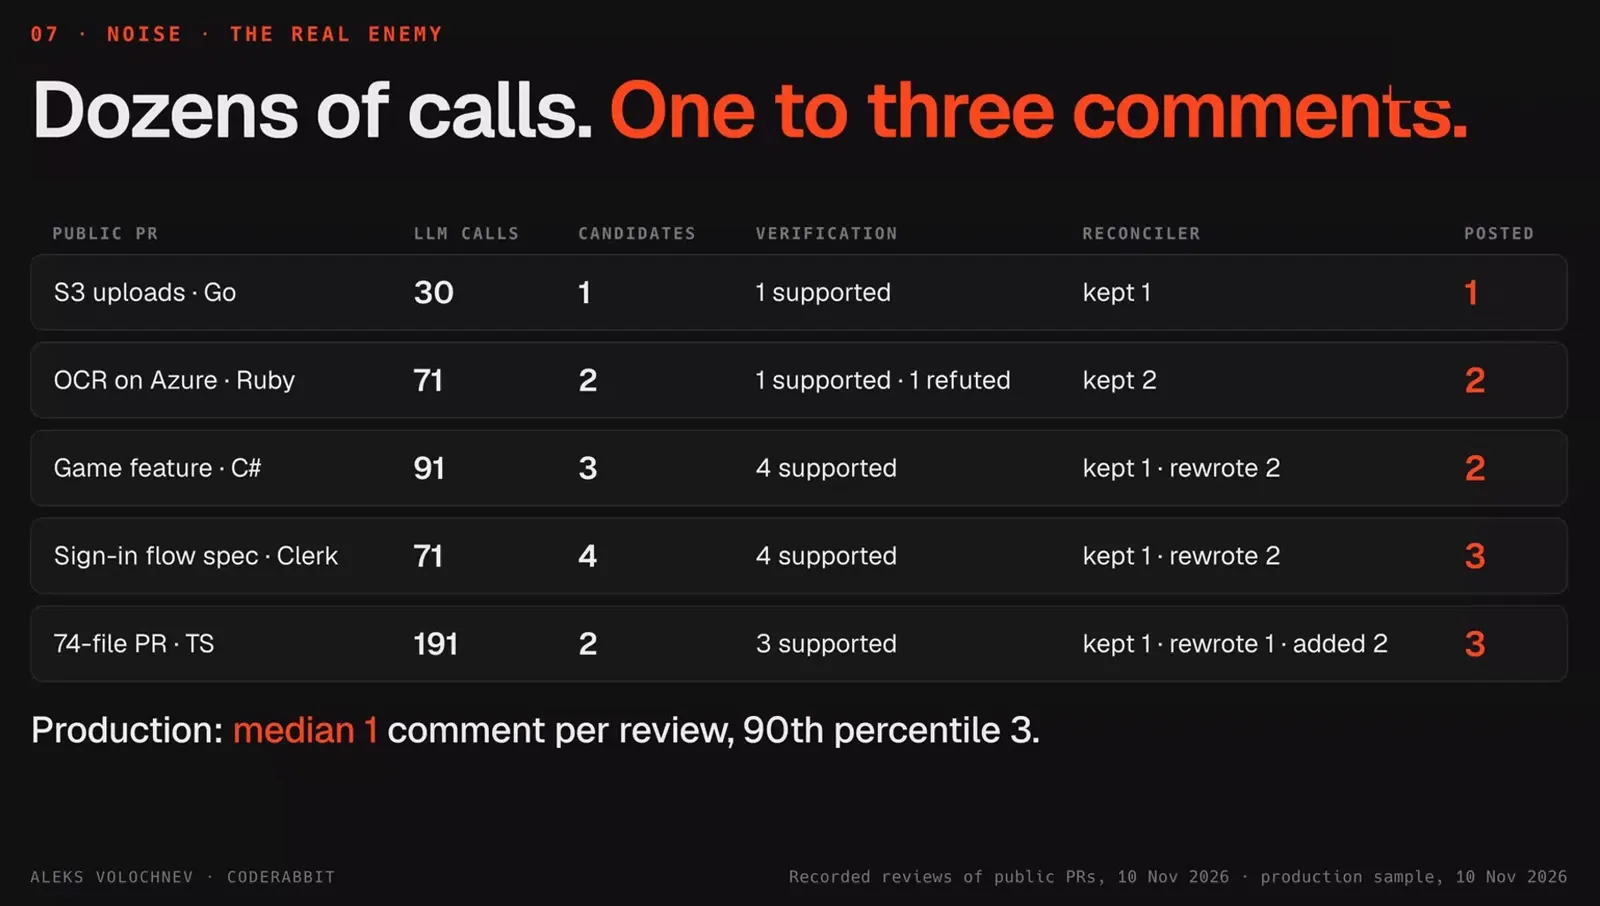 07 · NOISE · THE REAL ENEMY
Dozens of calls. One to three comments.
PUBLIC PR LLM CALLS CANDIDATES VERIFICATION RECONCILER POSTED
S3 uploads · Go 30 1 1 supported kept 1 1
OCR on Azure · Ruby 71 2 1 supported · 1 refuted kept 2 2
Game feature · C# 91 3 4 supported kept 1 · rewrote 2 2
Sign-in flow spec · Clerk 71 4 4 supported kept 1 · rewrote 2 3
74-file PR · TS 191 2 3 supported kept 1 · rewrote 1 · added 2 3
Production: median 1 comment per review, 90th percentile 3.
ALEKS VOLOCHNEV · CODERABBIT Recorded reviews of public PRs, 10 Nov 2026 · production sample, 10 Nov 2026